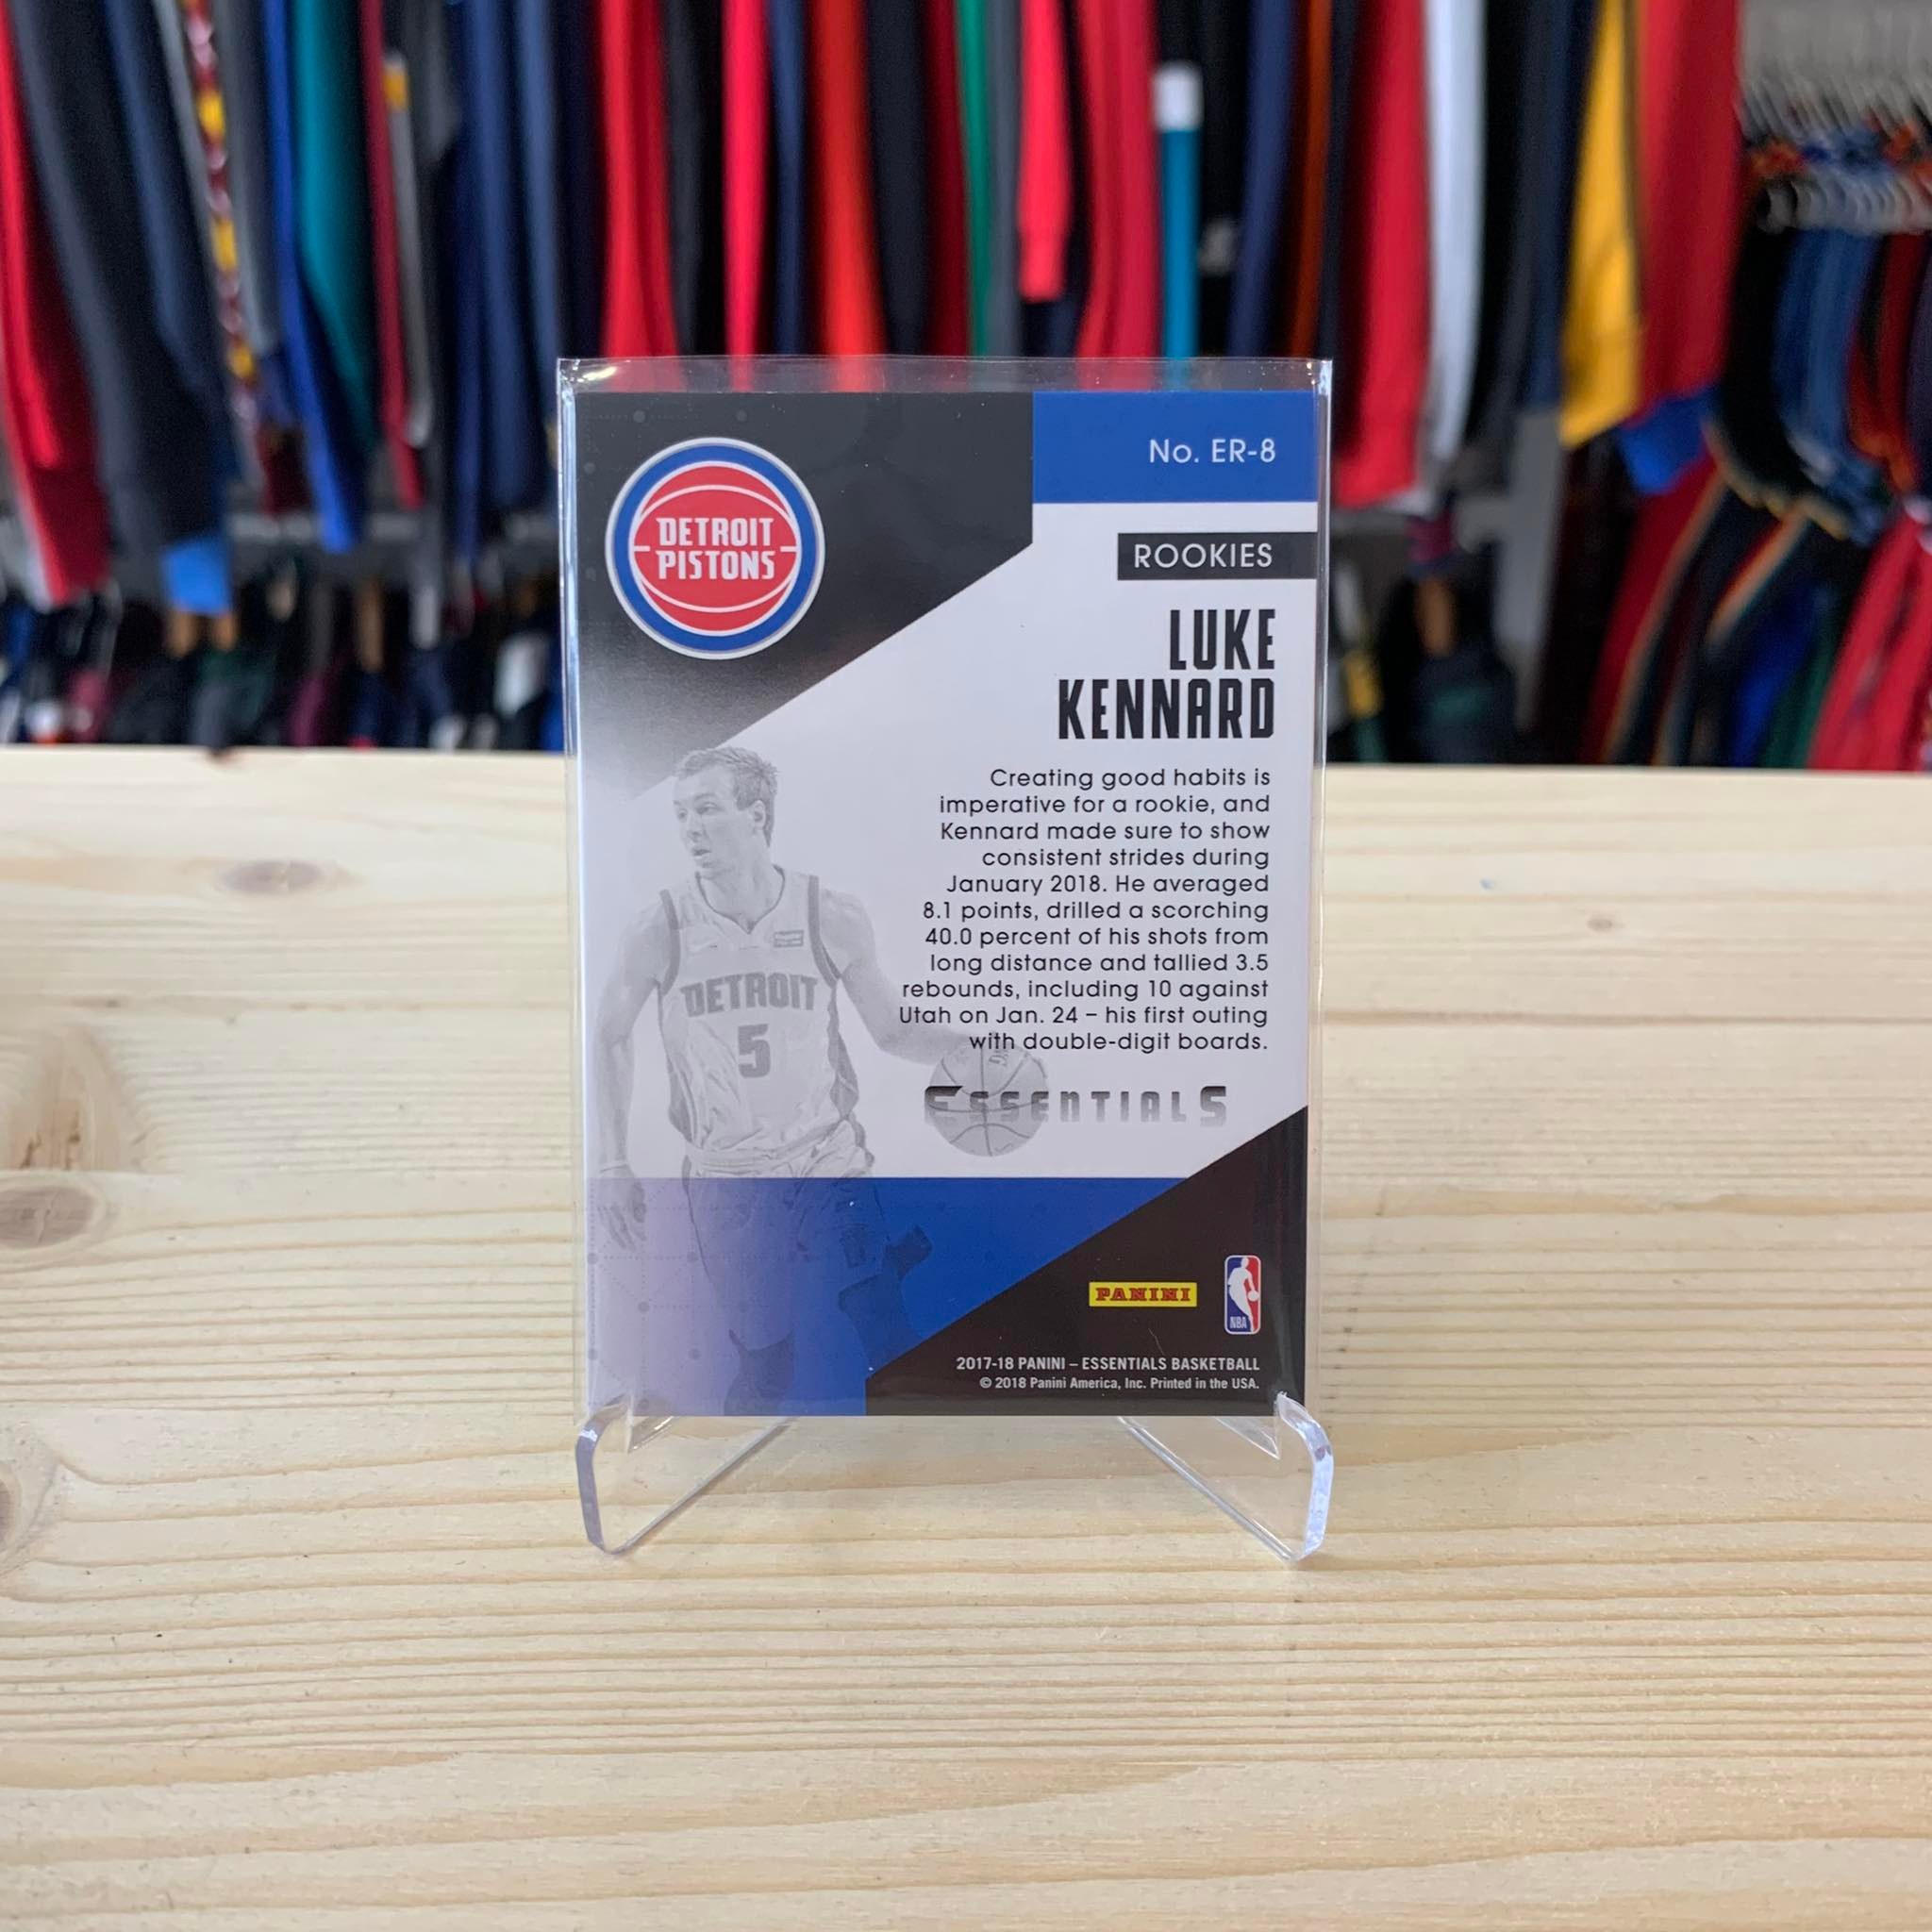 No. ER-8
DETROIT
PISTONS
ROOKIES
LUKE
KENNARD
Creating good habits is
imperative for a rookie, and
Kennard made sure to show
consistent strides during
January 2018. He averaged
8.1 points, drilled a scorching
40.0 percent of his shots from
long distance and tallied 3.5
rebounds, including 10 against
Utah on Jan. 24 – his first outing
with double-digit boards.
DETROIT
5
ESSENTIALS
PANINI
NBA
2017-18 PANINI – ESSENTIALS BASKETBALL
© 2018 Panini America, Inc. Printed in the USA.